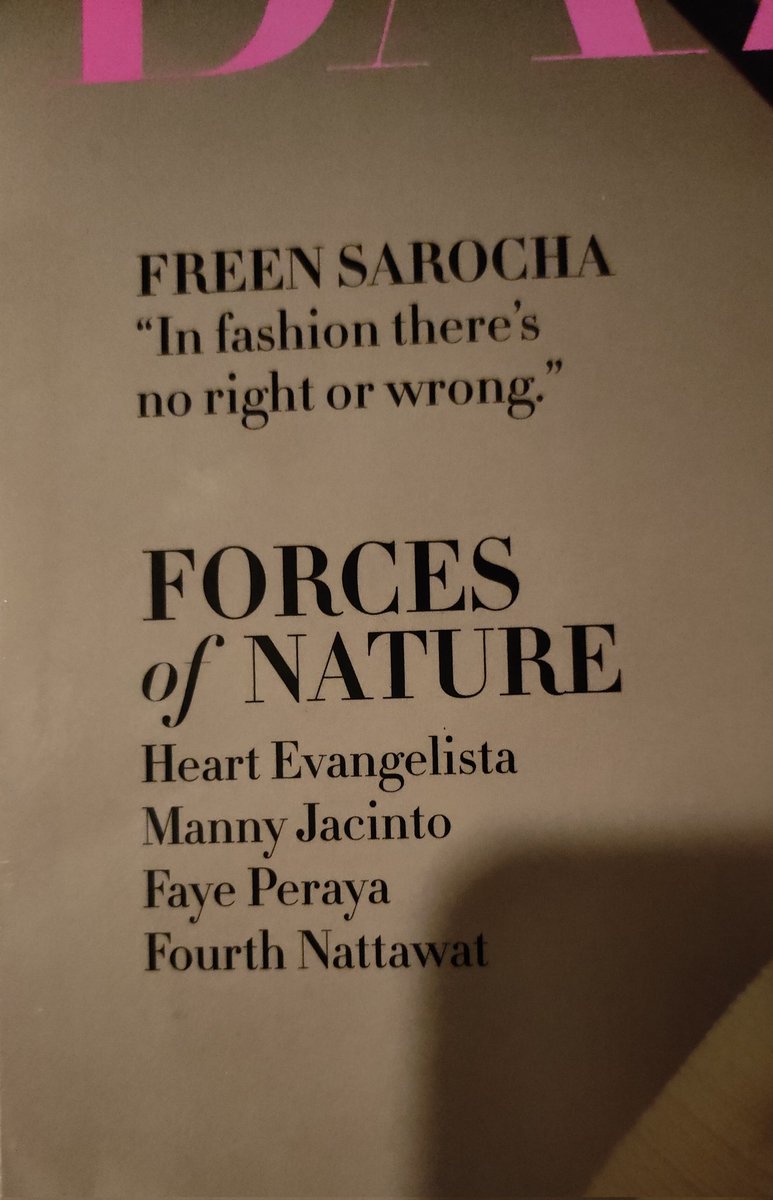 FREEN SAROCHA
“In fashion there’s
no right or wrong.”
FORCES
of NATURE
Heart Evangelista
Manny Jacinto
Faye Peraya
Fourth Nattawat